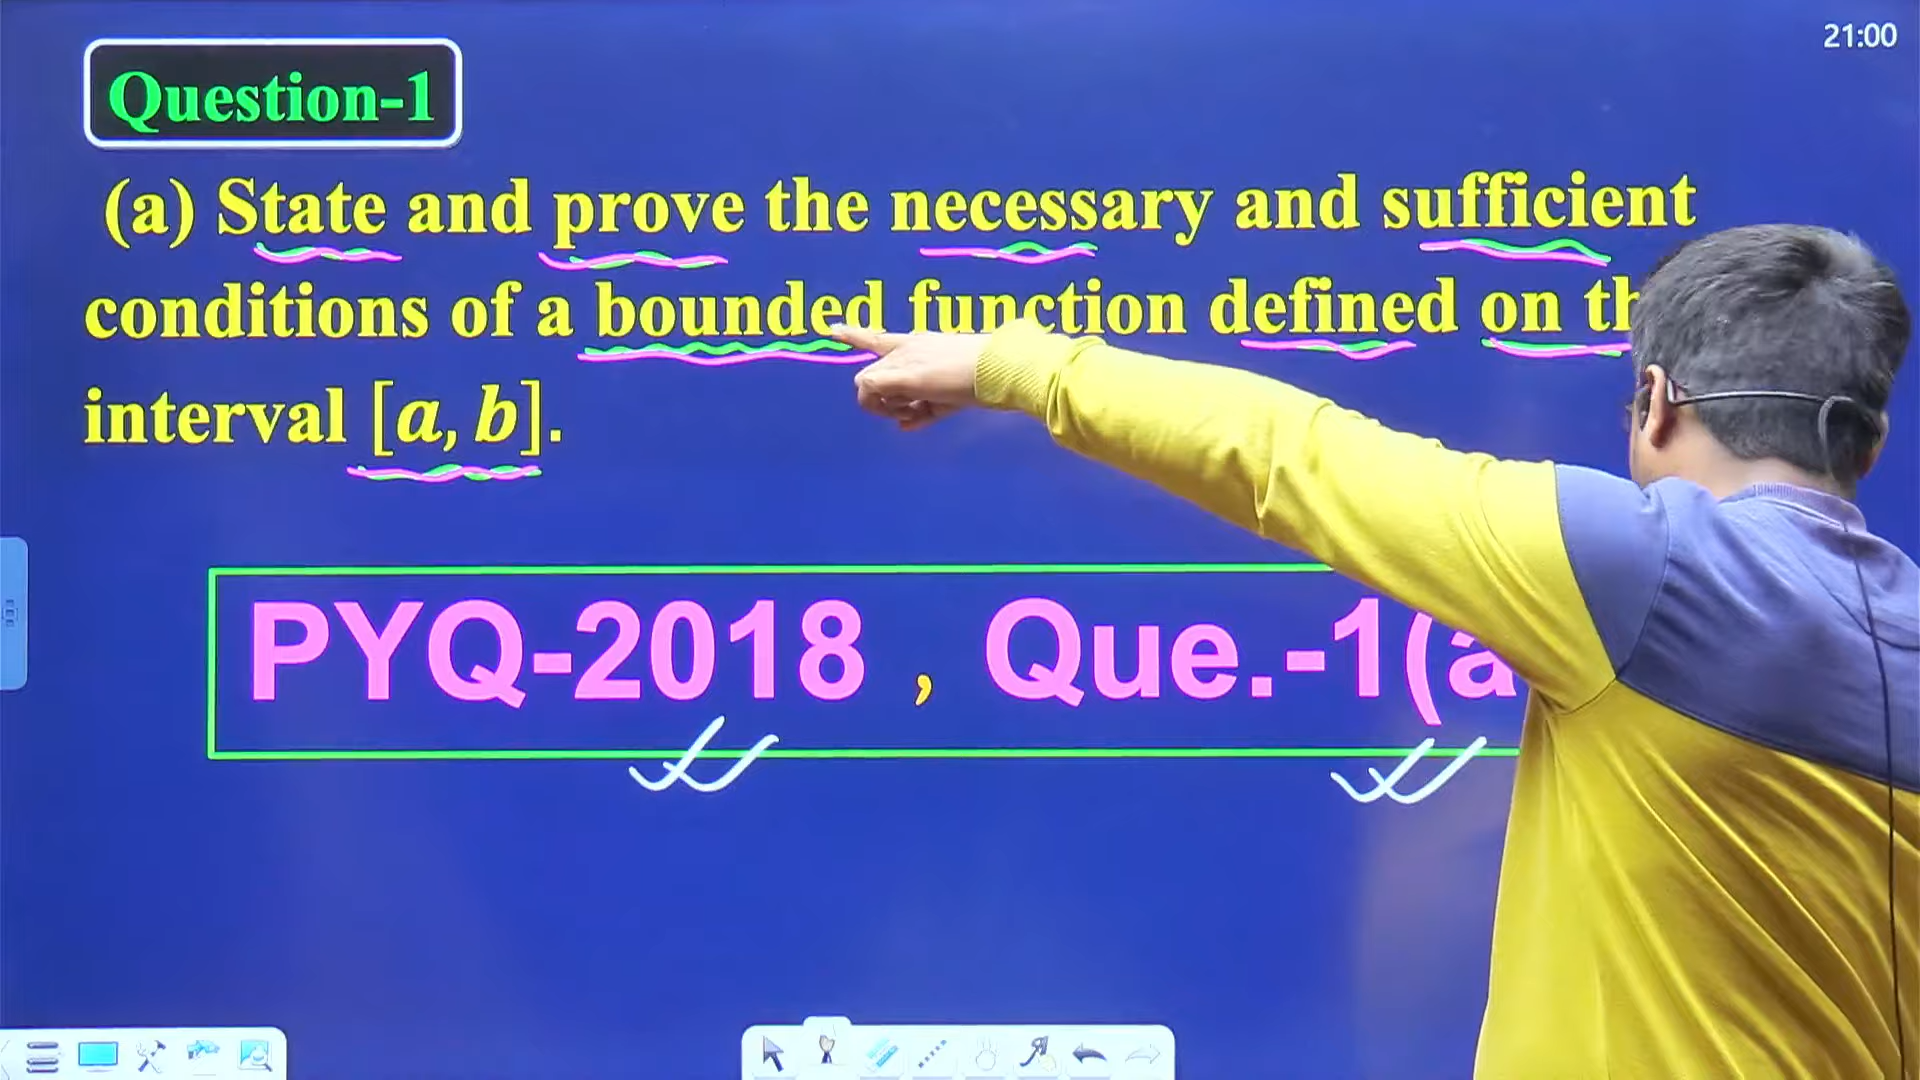 21:00
Question-1
(a) State and prove the necessary and sufficient
conditions of a bounded function defined on
interval [a, b].
PYQ-2018 , Que.-1(a